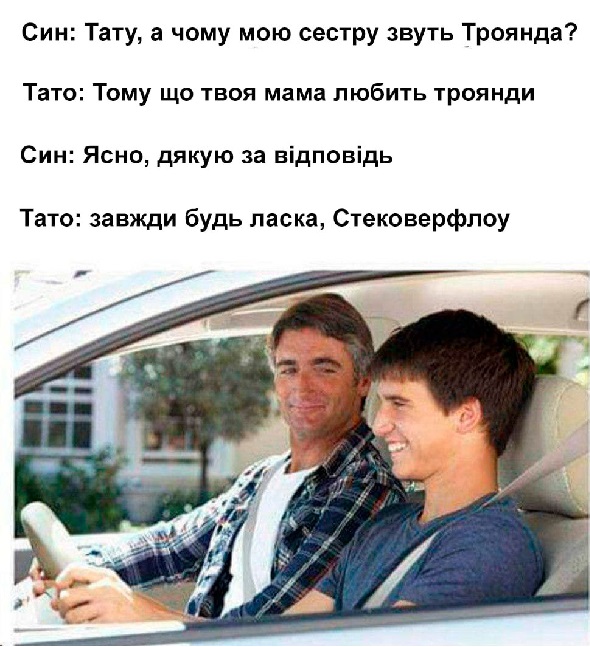 Син: Тату, а чому мою сестру звуть Троянда?
Тато: Тому що твоя мама любить троянди
Син: Ясно, дякую за відповідь
Тато: завжди будь ласка, Стековерфлоу